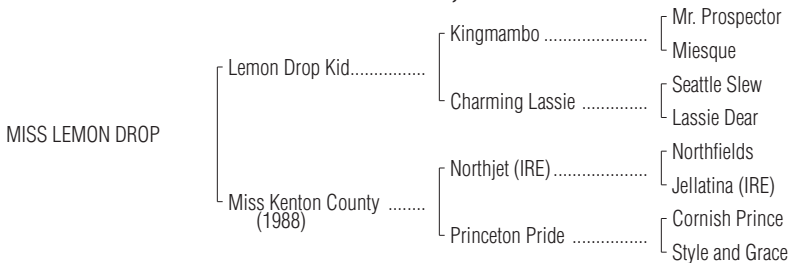 Mr. Prospector
Kingmambo ......................
Miesque
Lemon Drop Kid................
Seattle Slew
Charming Lassie ..............
Lassie Dear
MISS LEMON DROP
Northfields
Northjet (IRE)....................
Jellatina (IRE)
Miss Kenton County ........
(1988)
Cornish Prince
Princeton Pride ................
Style and Grace